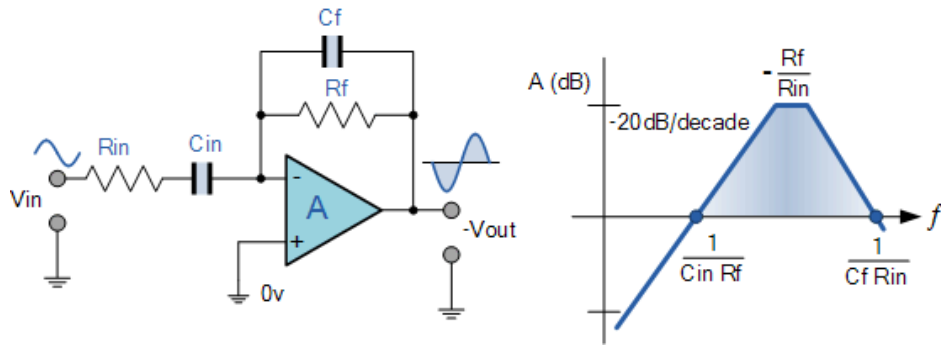 Cf
Rf
Rin
Cin
Vin
-
A
+
0v
-Vout
A (dB)
- Rf
Rin
-20dB/decade
f
1
Cin Rf
1
Cf Rin